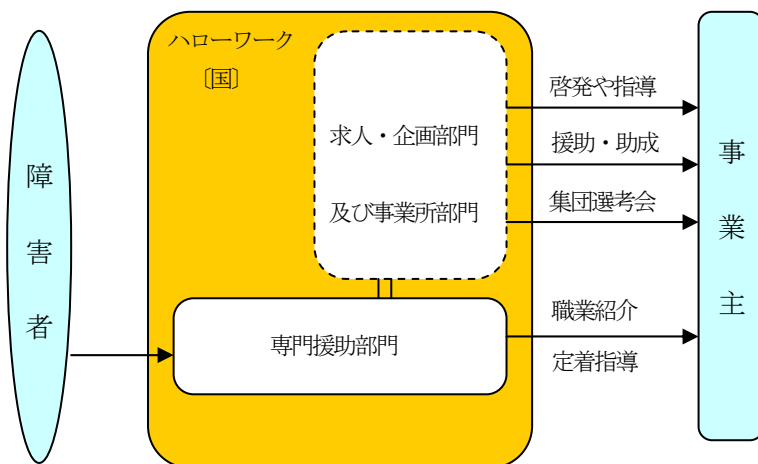 障害者
ハローワーク
〔国〕
求人・企画部門
及び事業所部門
専門援助部門
啓発や指導
援助・助成
集団選考会
職業紹介
定着指導
事業主